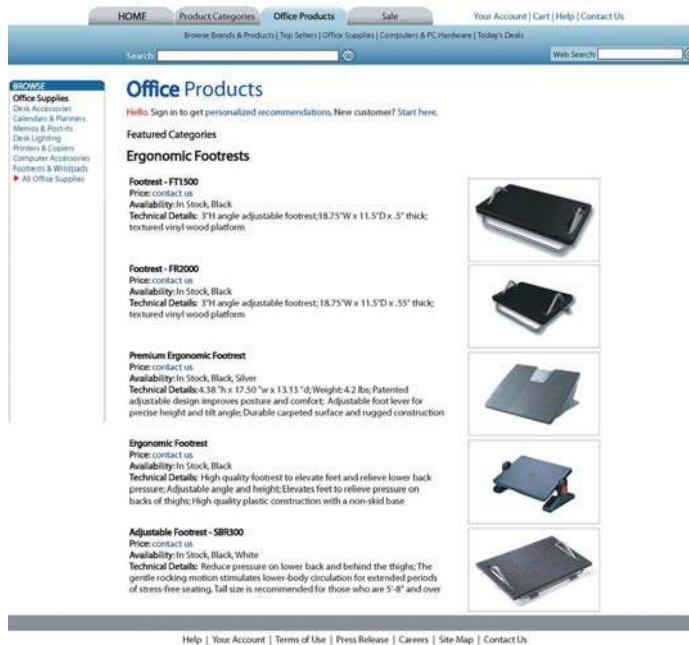 HOME Product Categories Office Products Sale Your Account | Cart | Help | Contact Us
Browse Brands & Products | Top Sellers | Office Supplies | Computers & PC Hardware | Today's Deals
Search: GO Web Search:
BROWSE
Office Supplies
Desk Accessories
Calendars & Planners
Memos & Post-its
Desk Lighting
Printers & Copiers
Computer Accessories
Footrests & Wristpads
All Office Supplies
Office Products
Hello. Sign in to get personalized recommendations. New customer? Start here.
Featured Categories
Ergonomic Footrests
Footrest - FT1500
Price: contact us
Availability: In Stock, Black
Technical Details: 3"H angle adjustable footrest;18.75"W x 11.5"D x .5" thick;
textured vinyl wood platform
Footrest - FR2000
Price: contact us
Availability: In Stock, Black
Technical Details: 3"H angle adjustable footrest; 18.75"W x 11.5"D x .55" thick;
textured vinyl wood platform
Premium Ergonomic Footrest
Price: contact us
Availability: In Stock, Black, Silver
Technical Details: 4.38 "h x 17.50 "w x 13.13 "d; Weight: 4.2 lbs; Patented
adjustable design improves posture and comfort; Adjustable foot lever for
precise height and tilt angle; Durable carpeted surface and rugged construction
Ergonomic Footrest
Price: contact us
Availability: In Stock, Black
Technical Details: High quality footrest to elevate feet and relieve lower back
pressure; Adjustable angle and height; Elevates feet to relieve pressure on
backs of thighs; High quality plastic construction with a non-skid base
Adjustable Footrest - SBR300
Price: contact us
Availability: In Stock, Black, White
Technical Details: Reduce pressure on lower back and behind the thighs; The
gentle rocking motion stimulates lower-body circulation for extended periods
of stress-free seating. Tall size is recommended for those who are 5'-8" and over
Help | Your Account | Terms of Use | Press Release | Careers | Site Map | Contact Us